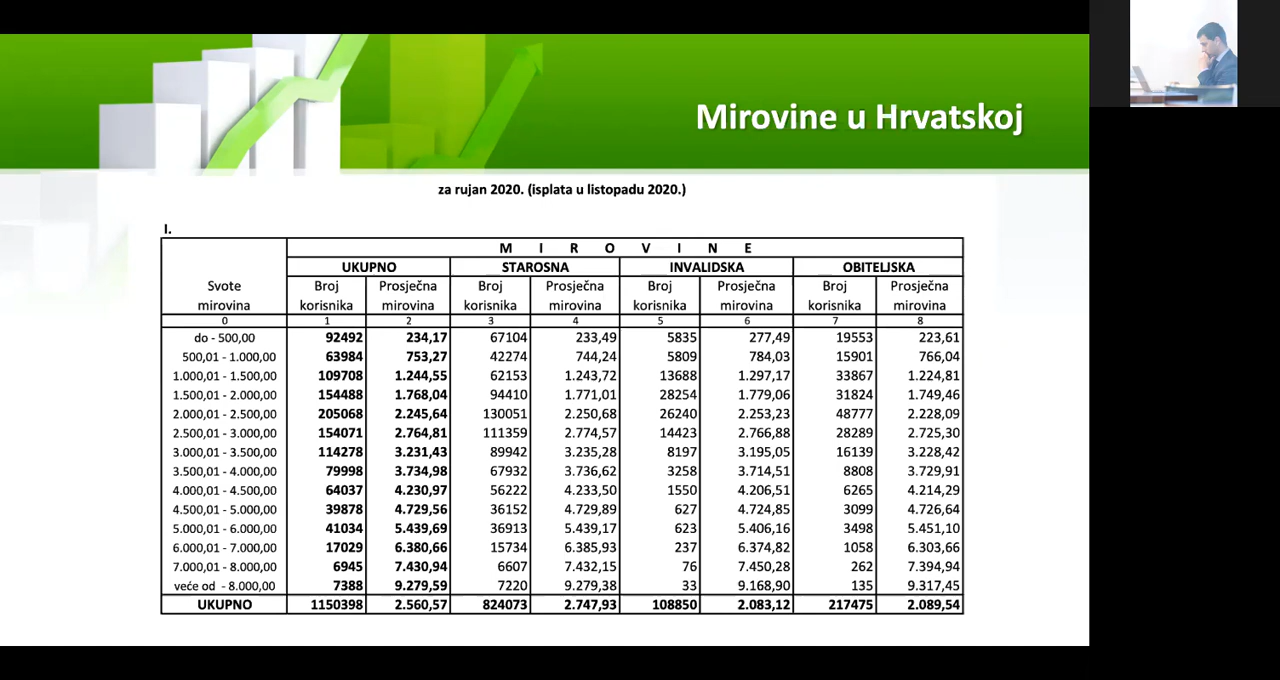 Mirovine u Hrvatskoj
za rujan 2020. (isplata u listopadu 2020.)
I.
M I R O V I N E
UKUPNO STAROSNA INVALIDSKA OBITELJSKA
Svote Broj Prosječna Broj Prosječna Broj Prosječna Broj Prosječna
mirovina korisnika mirovina korisnika mirovina korisnika mirovina korisnika mirovina
0 1 2 3 4 5 6 7 8
do - 500,00 92492 234,17 67104 233,49 5835 277,49 19553 223,61
500,01 - 1.000,00 63984 753,27 42274 744,24 5809 784,03 15901 766,04
1.000,01 - 1.500,00 109708 1.244,55 62153 1.243,72 13688 1.297,17 33867 1.224,81
1.500,01 - 2.000,00 154488 1.768,04 94410 1.771,01 28254 1.779,06 31824 1.749,46
2.000,01 - 2.500,00 205068 2.245,64 130051 2.250,68 26240 2.253,23 48777 2.228,09
2.500,01 - 3.000,00 154071 2.764,81 111359 2.774,57 14423 2.766,88 28289 2.725,30
3.000,01 - 3.500,00 114278 3.231,43 89942 3.235,28 8197 3.195,05 16139 3.228,42
3.500,01 - 4.000,00 79998 3.734,98 67932 3.736,62 3258 3.714,51 8808 3.729,91
4.000,01 - 4.500,00 64037 4.230,97 56222 4.233,50 1550 4.206,51 6265 4.214,29
4.500,01 - 5.000,00 39878 4.729,56 36152 4.729,89 627 4.724,85 3099 4.726,64
5.000,01 - 6.000,00 41034 5.439,69 36913 5.439,17 623 5.406,16 3498 5.451,10
6.000,01 - 7.000,00 17029 6.380,66 15734 6.385,93 237 6.374,82 1058 6.303,66
7.000,01 - 8.000,00 6945 7.430,94 6607 7.432,15 76 7.450,28 262 7.394,94
veće od - 8.000,00 7388 9.279,59 7220 9.279,38 33 9.168,90 135 9.317,45
UKUPNO 1150398 2.560,57 824073 2.747,93 108850 2.083,12 217475 2.089,54